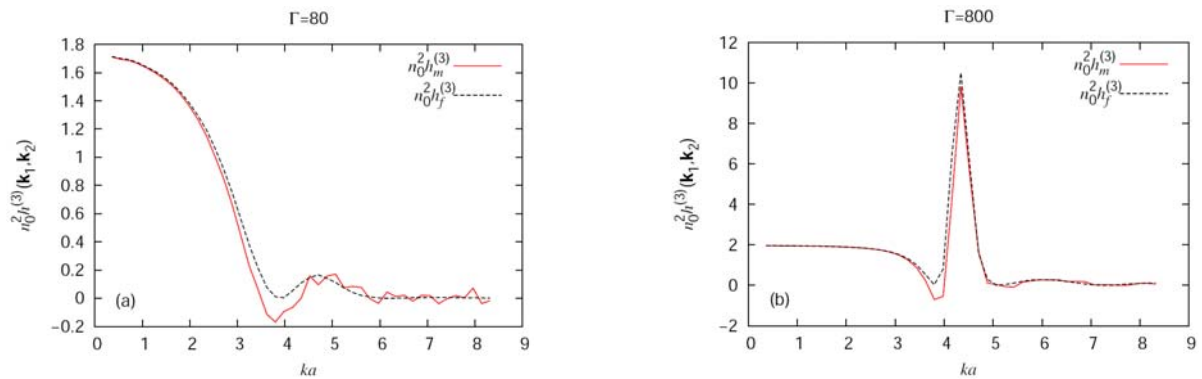 Γ=80
1.8
1.6
1.4
1.2
1
0.8
0.6
0.4
0.2
0
−0.2
n₀²h⁽³⁾(k₁,k₂)
n₀²hₘ⁽³⁾
n₀²h_f⁽³⁾
(a)
0 1 2 3 4 5 6 7 8 9
ka
Γ=800
12
10
8
6
4
2
0
−2
n₀²h⁽³⁾(k₁,k₂)
n₀²hₘ⁽³⁾
n₀²h_f⁽³⁾
(b)
0 1 2 3 4 5 6 7 8 9
ka